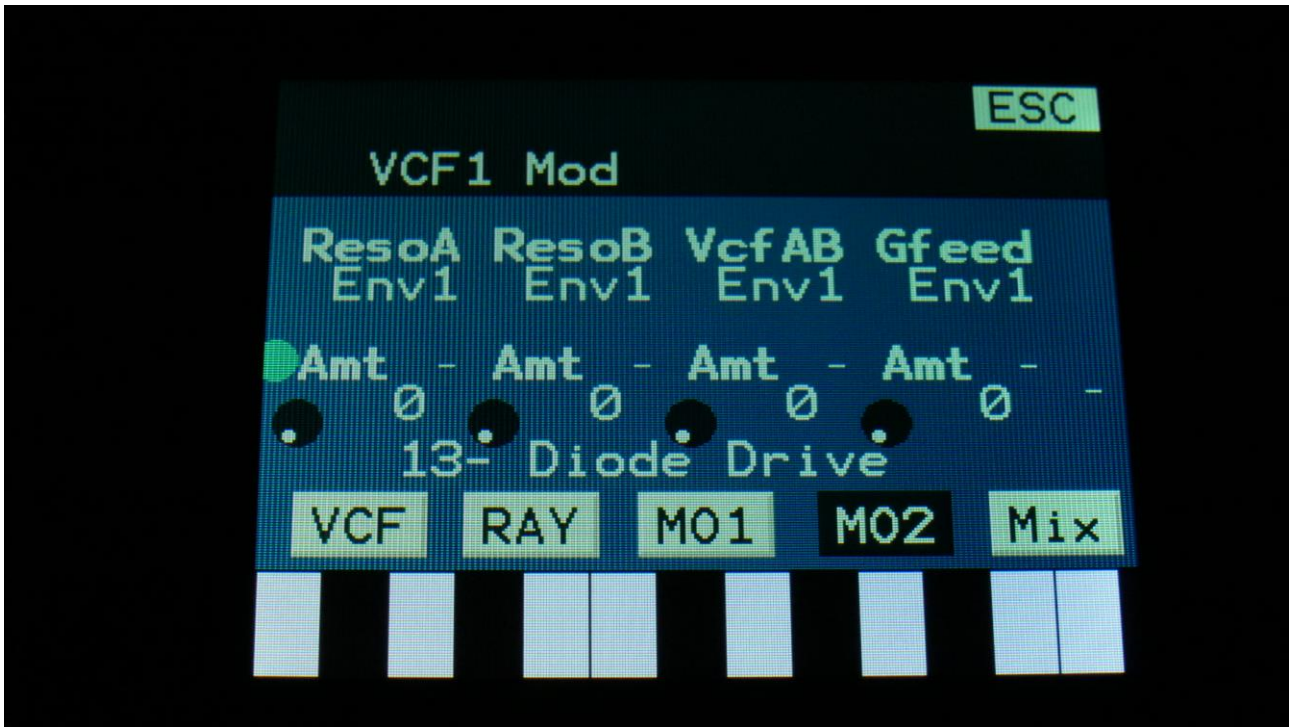 ESC
VCF1 Mod
ResoA ResoB VcfAB Gfeed
Env1 Env1 Env1 Env1
Amt - Amt - Amt - Amt -
0 0 0 0 -
13- Diode Drive
VCF RAY MO1 MO2 Mix